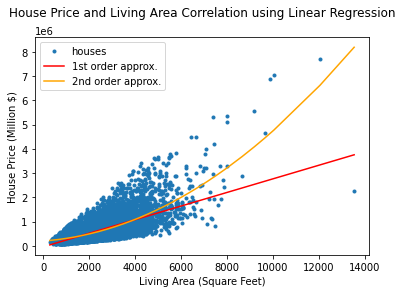 House Price and Living Area Correlation using Linear Regression
1e6
houses
1st order approx.
2nd order approx.
8
7
6
5
4
3
2
1
0
House Price (Million $)
0 2000 4000 6000 8000 10000 12000 14000
Living Area (Square Feet)